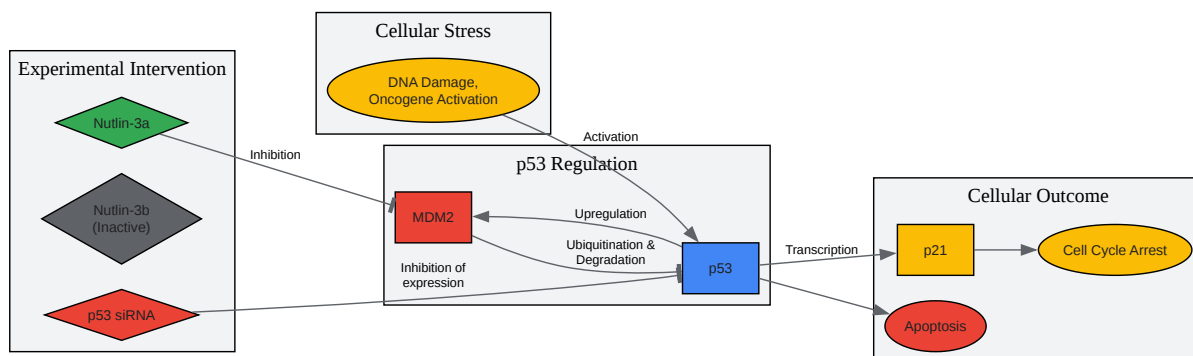 Cellular Stress
DNA Damage,
Oncogene Activation
Experimental Intervention
Nutlin-3a
Nutlin-3b
(Inactive)
p53 siRNA
Inhibition
Activation
p53 Regulation
MDM2
Upregulation
Ubiquitination &
Degradation
p53
Inhibition of
expression
Transcription
Cellular Outcome
p21
Cell Cycle Arrest
Apoptosis